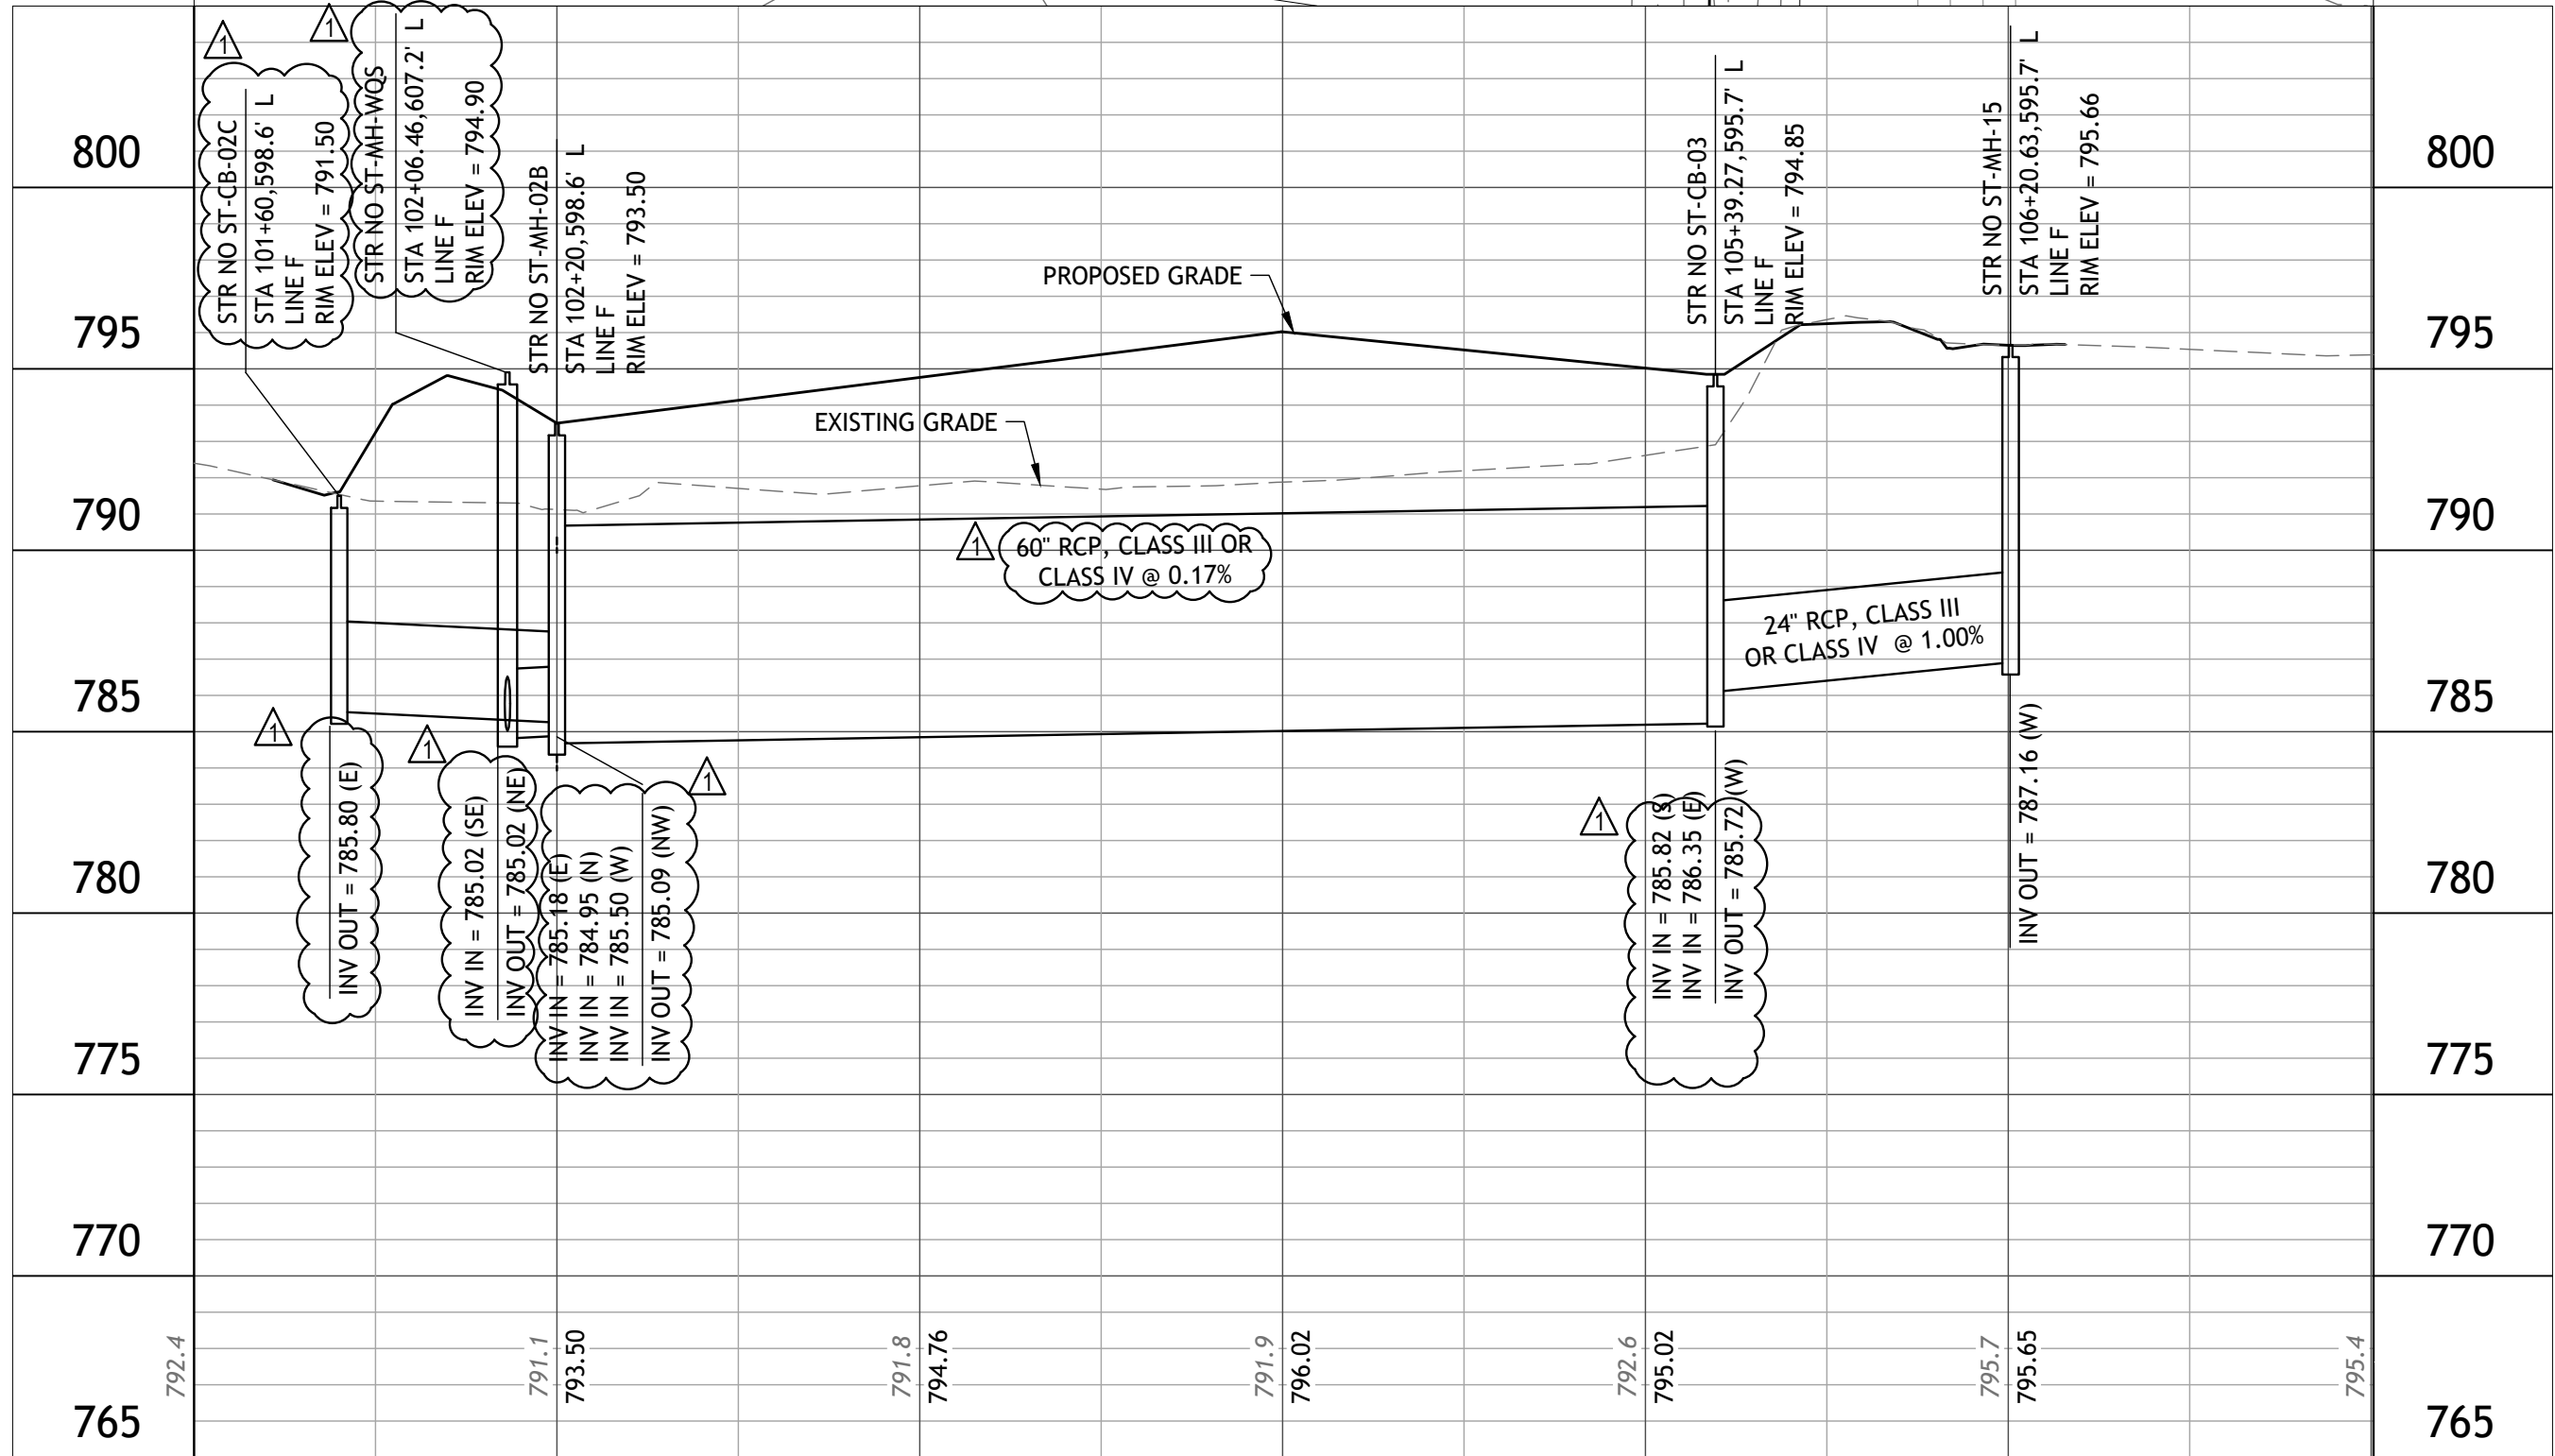 1
STR NO ST-CB-02C
STA 101+60,598.6' L
LINE F
RIM ELEV = 791.50
1
STR NO ST-MH-WQS
STA 102+06.46,607.2' L
LINE F
RIM ELEV = 794.90
STR NO ST-MH-02B
STA 102+20,598.6' L
LINE F
RIM ELEV = 793.50
STR NO ST-CB-03
STA 105+39.27,595.7' L
LINE F
RIM ELEV = 794.85
STR NO ST-MH-15
STA 106+20.63,595.7' L
LINE F
RIM ELEV = 795.66
PROPOSED GRADE
EXISTING GRADE
1
60" RCP, CLASS III OR
CLASS IV @ 0.17%
24" RCP, CLASS III
OR CLASS IV @ 1.00%
1
INV OUT = 785.80 (E)
1
INV IN = 785.02 (SE)
INV OUT = 785.02 (NE)
1
INV IN = 785.18 (E)
INV IN = 784.95 (N)
INV IN = 785.50 (W)
INV OUT = 785.09 (NW)
1
INV IN = 785.82 (S)
INV IN = 786.35 (E)
INV OUT = 785.72 (W)
INV OUT = 787.16 (W)
800
795
790
785
780
775
770
765
800
795
790
785
780
775
770
765
792.4
791.1
793.50
791.8
794.76
791.9
796.02
792.6
795.02
795.7
795.65
795.4